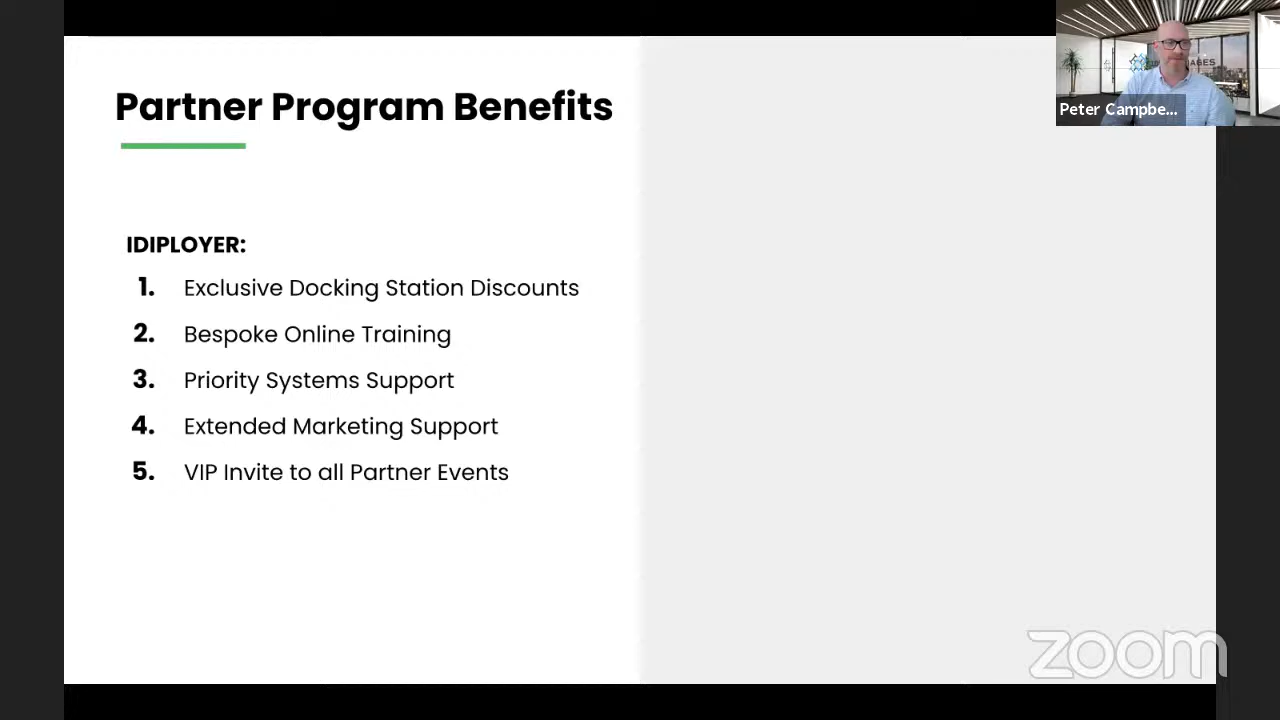 Partner Program Benefits
IDIPLOYER:
1. Exclusive Docking Station Discounts
2. Bespoke Online Training
3. Priority Systems Support
4. Extended Marketing Support
5. VIP Invite to all Partner Events
Peter Campbe...
zoom